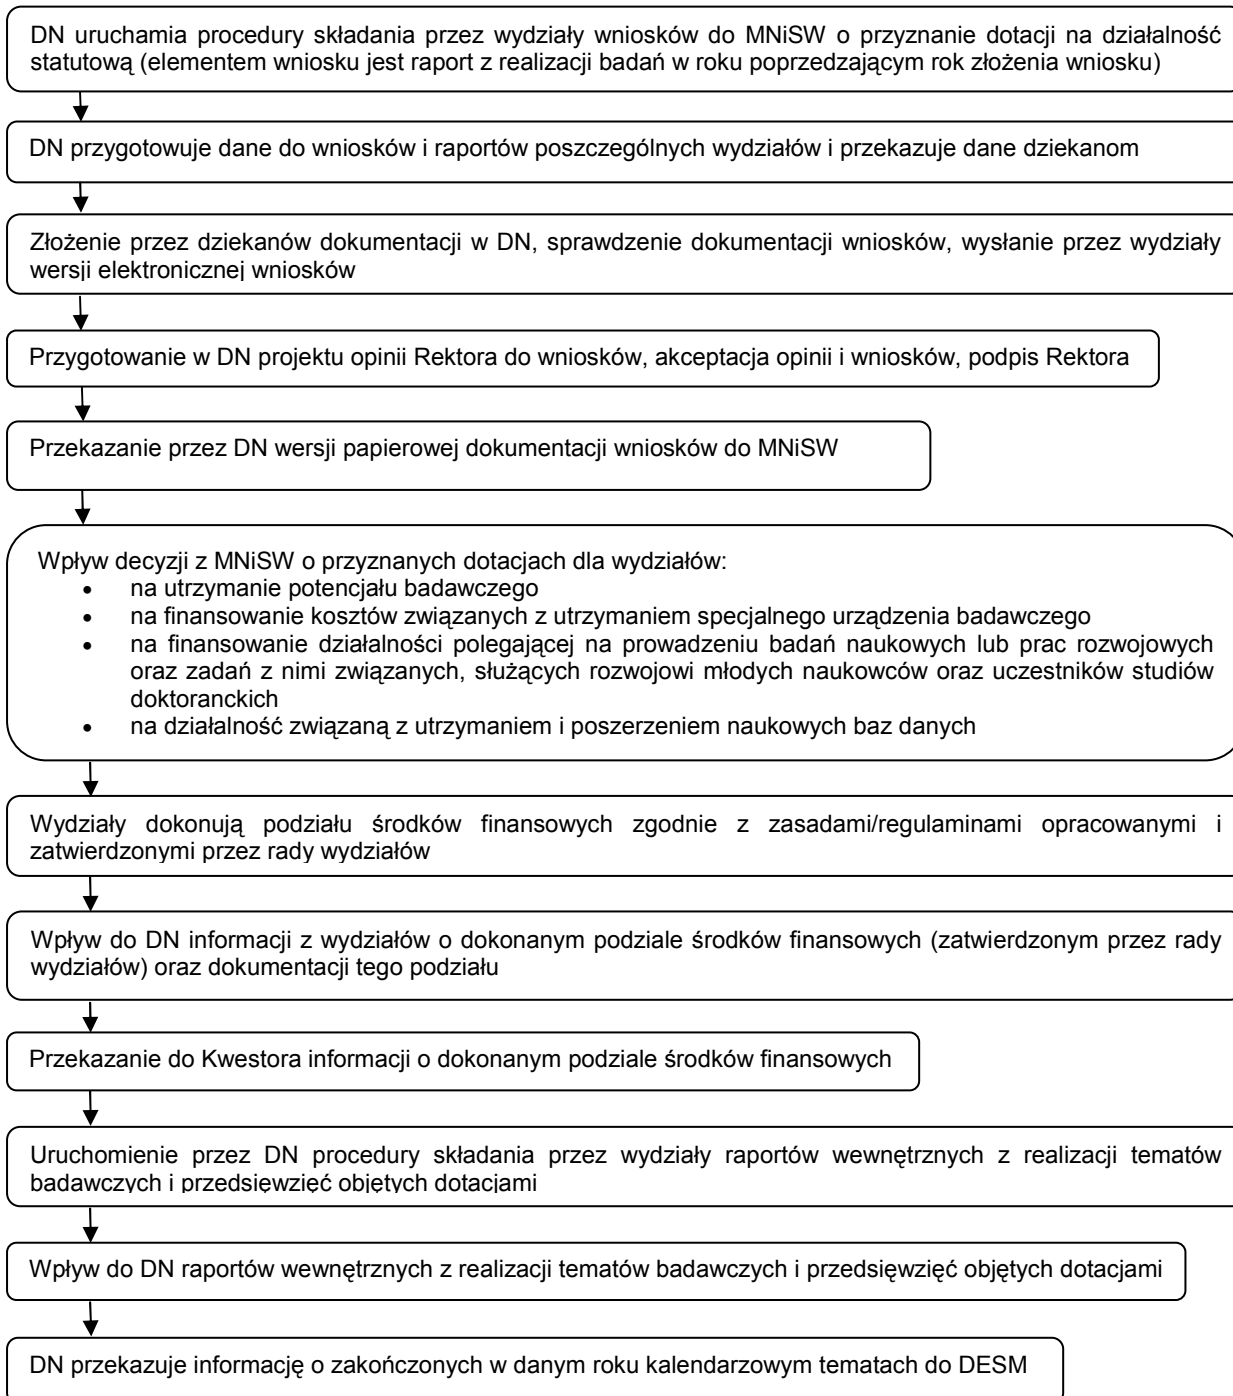 DN uruchamia procedury składania przez wydziały wniosków do MNiSW o przyznanie dotacji na działalność
statutową (elementem wniosku jest raport z realizacji badań w roku poprzedzającym rok złożenia wniosku)
DN przygotowuje dane do wniosków i raportów poszczególnych wydziałów i przekazuje dane dziekanom
Złożenie przez dziekanów dokumentacji w DN, sprawdzenie dokumentacji wniosków, wysłanie przez wydziały
wersji elektronicznej wniosków
Przygotowanie w DN projektu opinii Rektora do wniosków, akceptacja opinii i wniosków, podpis Rektora
Przekazanie przez DN wersji papierowej dokumentacji wniosków do MNiSW
Wpływ decyzji z MNiSW o przyznanych dotacjach dla wydziałów:
• na utrzymanie potencjału badawczego
• na finansowanie kosztów związanych z utrzymaniem specjalnego urządzenia badawczego
• na finansowanie działalności polegającej na prowadzeniu badań naukowych lub prac rozwojowych
oraz zadań z nimi związanych, służących rozwojowi młodych naukowców oraz uczestników studiów
doktoranckich
• na działalność związaną z utrzymaniem i poszerzeniem naukowych baz danych
Wydziały dokonują podziału środków finansowych zgodnie z zasadami/regulaminami opracowanymi i
zatwierdzonymi przez rady wydziałów
Wpływ do DN informacji z wydziałów o dokonanym podziale środków finansowych (zatwierdzonym przez rady
wydziałów) oraz dokumentacji tego podziału
Przekazanie do Kwestora informacji o dokonanym podziale środków finansowych
Uruchomienie przez DN procedury składania przez wydziały raportów wewnętrznych z realizacji tematów
badawczych i przedsięwzięć objętych dotacjami
Wpływ do DN raportów wewnętrznych z realizacji tematów badawczych i przedsięwzięć objętych dotacjami
DN przekazuje informację o zakończonych w danym roku kalendarzowym tematach do DESM